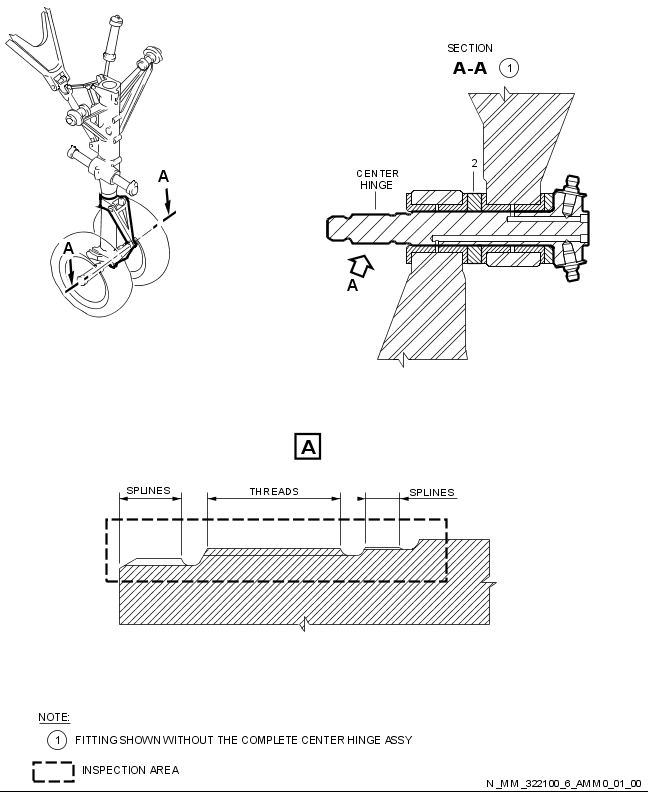 SECTION
A-A 1
A
A
CENTER
HINGE
2
A
A
SPLINES
THREADS
SPLINES
NOTE:
1 FITTING SHOWN WITHOUT THE COMPLETE CENTER HINGE ASSY
INSPECTION AREA
N_MM_322100_6_AMM0_01_00